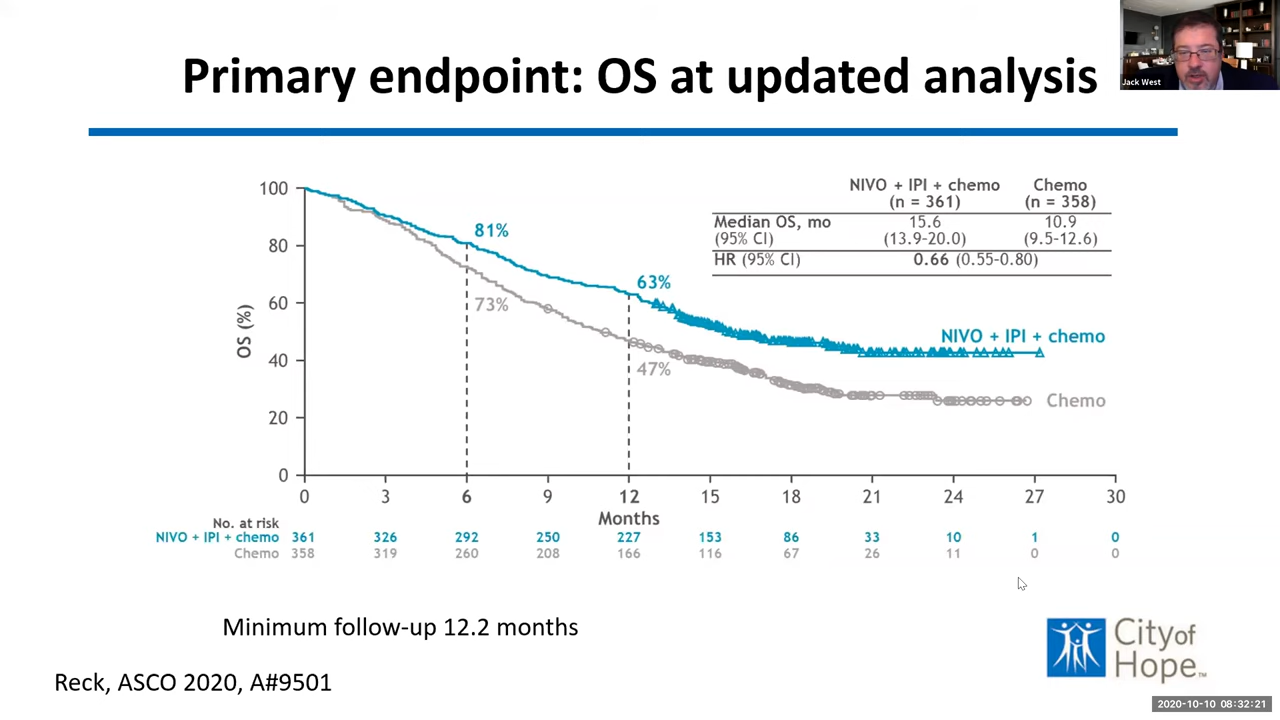 Primary endpoint: OS at updated analysis
Jack West
NIVO + IPI + chemo Chemo
(n = 361) (n = 358)
Median OS, mo 15.6 10.9
(95% CI) (13.9–20.0) (9.5–12.6)
HR (95% CI) 0.66 (0.55–0.80)
100
80
60
40
20
0
OS (%)
81%
73%
63%
47%
NIVO + IPI + chemo
Chemo
0 3 6 9 12 15 18 21 24 27 30
Months
No. at risk
NIVO + IPI + chemo 361 326 292 250 227 153 86 33 10 1 0
Chemo 358 319 260 208 166 116 67 26 11 0 0
Minimum follow-up 12.2 months
Reck, ASCO 2020, A#9501
City of
Hope™
2020-10-10 08:32:21